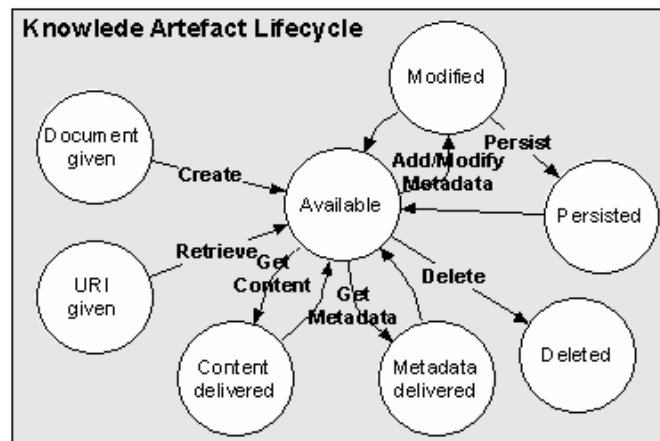 Knowlede Artefact Lifecycle
Modified
Document
given
Create
Persist
Add/Modify
Metadata
Available
Persisted
Retrieve
URI
given
Get
Content
Get
Metadata
Delete
Content
delivered
Metadata
delivered
Deleted